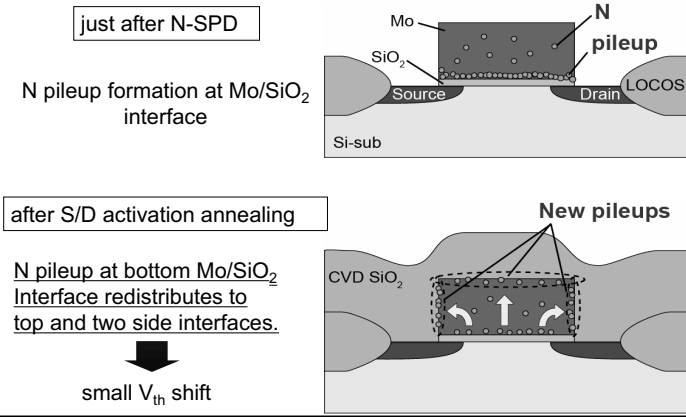 just after N-SPD
N pileup formation at Mo/SiO₂
interface
Mo
N
pileup
SiO₂
Source
Drain
LOCOS
Si-sub
after S/D activation annealing
N pileup at bottom Mo/SiO₂
Interface redistributes to
top and two side interfaces.
small Vth shift
New pileups
CVD SiO₂